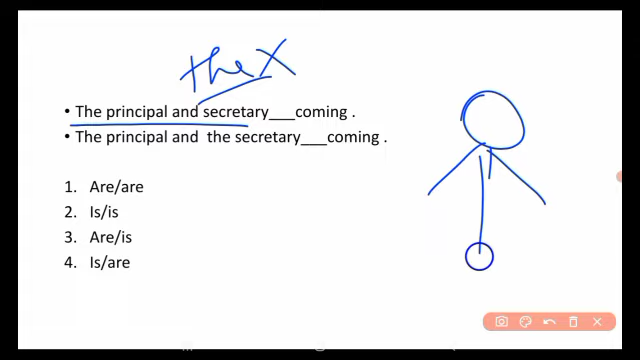 the X
• The principal and secretary___coming .
• The principal and the secretary___coming .
1. Are/are
2. Is/is
3. Are/is
4. Is/are